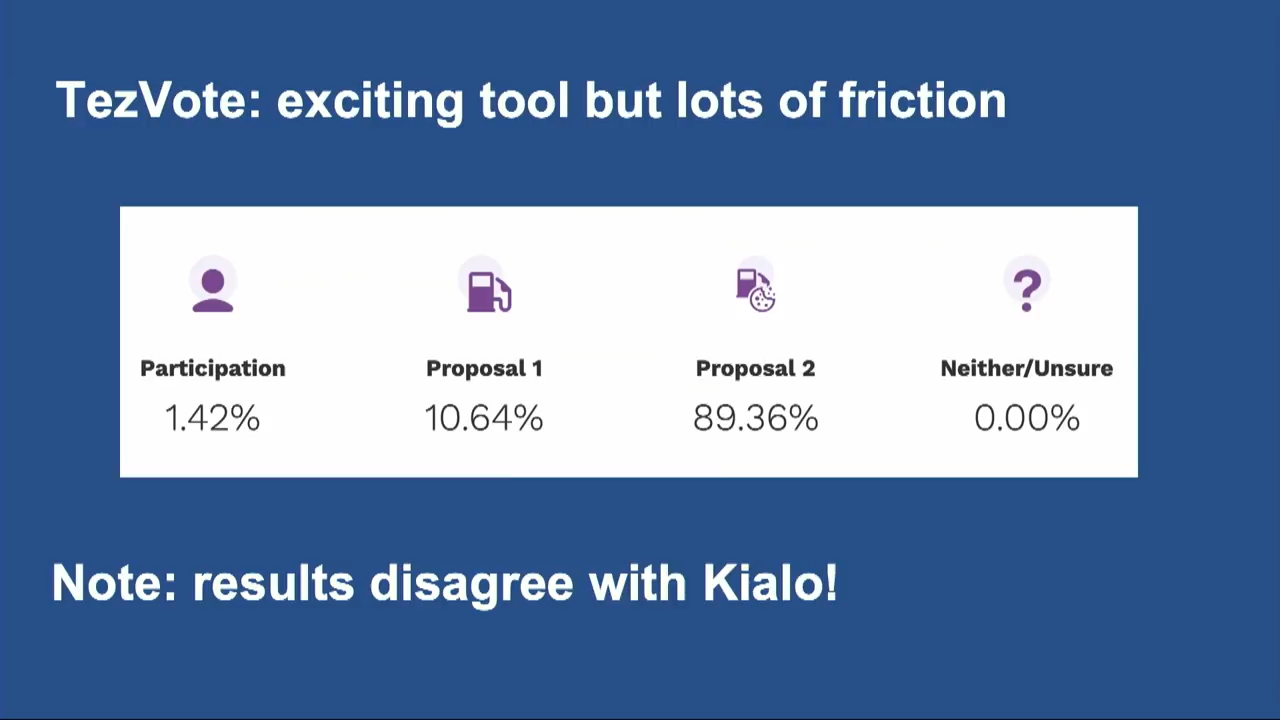 TezVote: exciting tool but lots of friction
Participation
Proposal 1
Proposal 2
Neither/Unsure
1.42%
10.64%
89.36%
0.00%
Note: results disagree with Kialo!